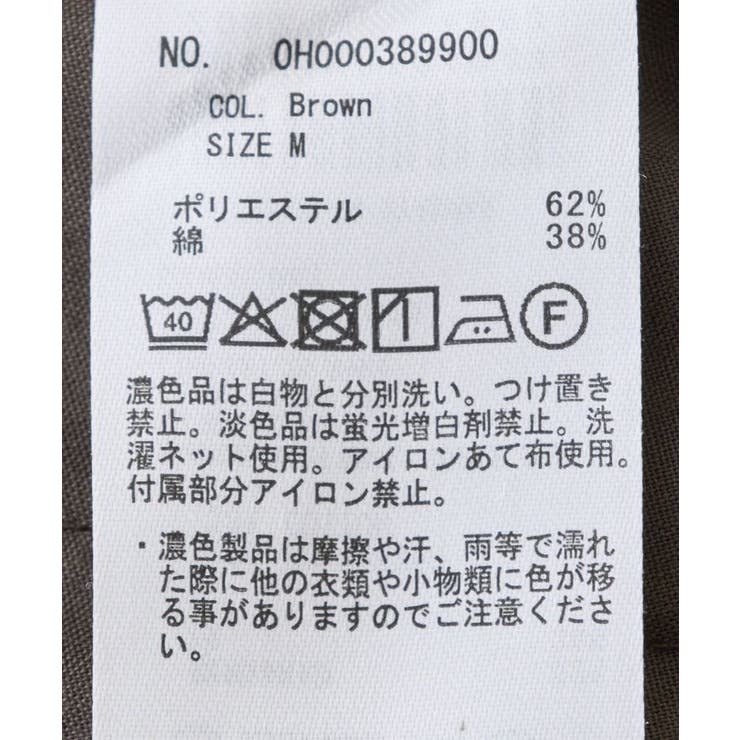 NO. 0H000389900
COL. Brown
SIZE M
ポリエステル 62%
綿 38%
40 F
濃色品は白物と分別洗い。つけ置き
禁止。淡色品は蛍光増白剤禁止。洗
濯ネット使用。アイロンあて布使用。
付属部分アイロン禁止。
・濃色製品は摩擦や汗、雨等で濡れ
た際に他の衣類や小物類に色が移
る事がありますのでご注意くださ
い。